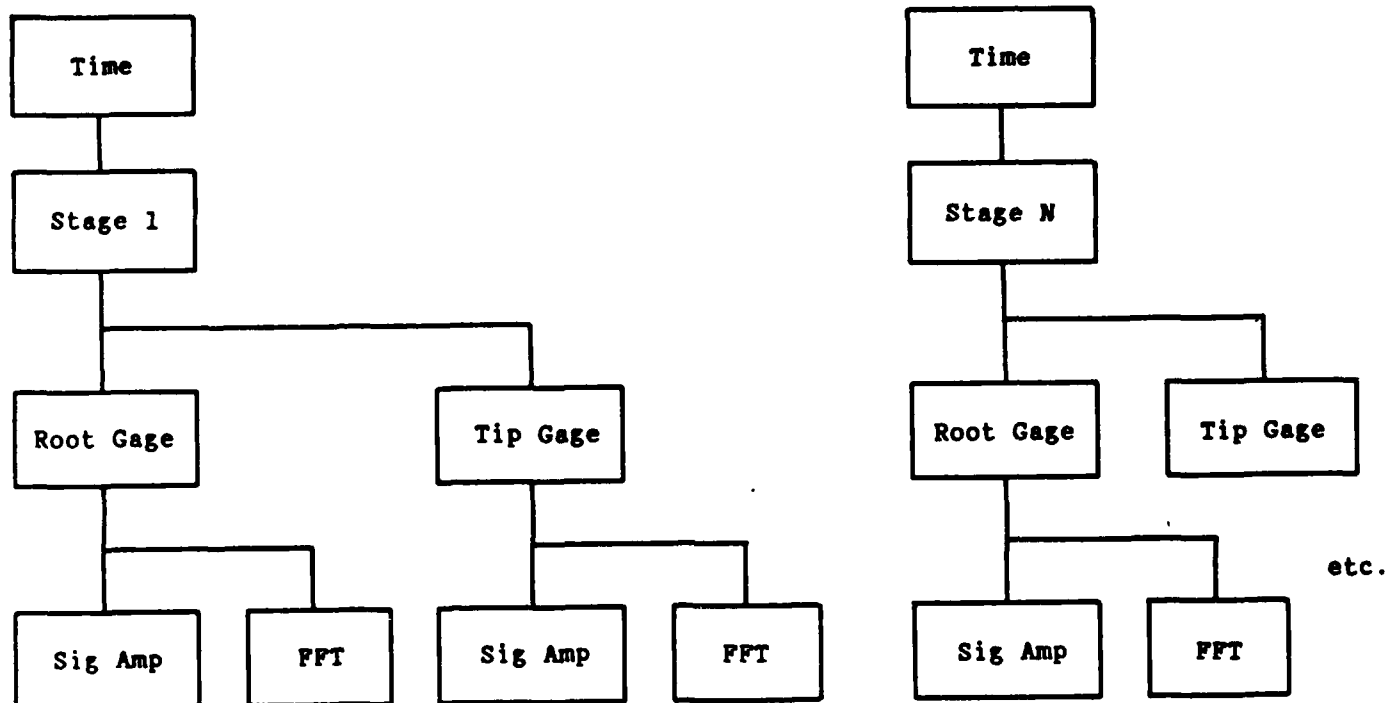 Time
Stage 1
Root Gage
Tip Gage
Sig Amp
FFT
Sig Amp
FFT
Time
Stage N
Root Gage
Tip Gage
Sig Amp
FFT
etc.